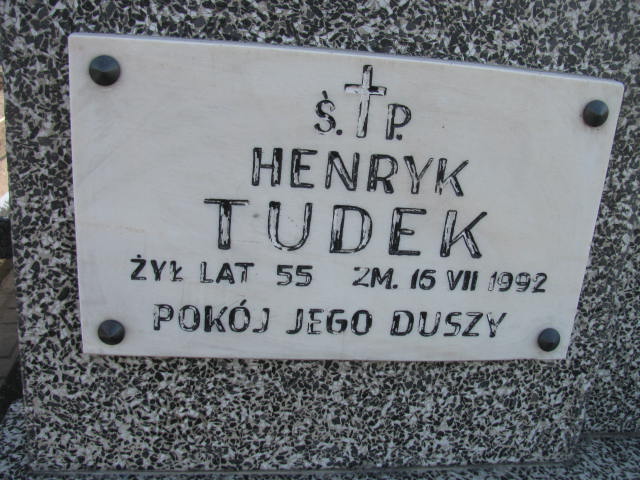 Ś. P.
HENRYK
TUDEK
ŻYŁ LAT 55 ZM. 16 VII 1992
POKÓJ JEGO DUSZY